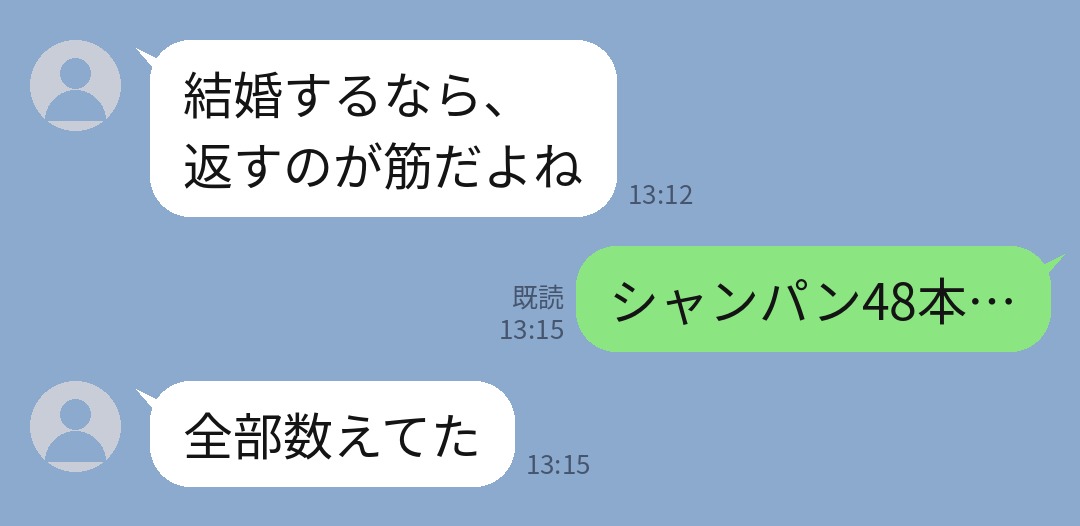 結婚するなら、
返すのが筋だよね
13:12
シャンパン48本…
既読
13:15
全部数えてた
13:15